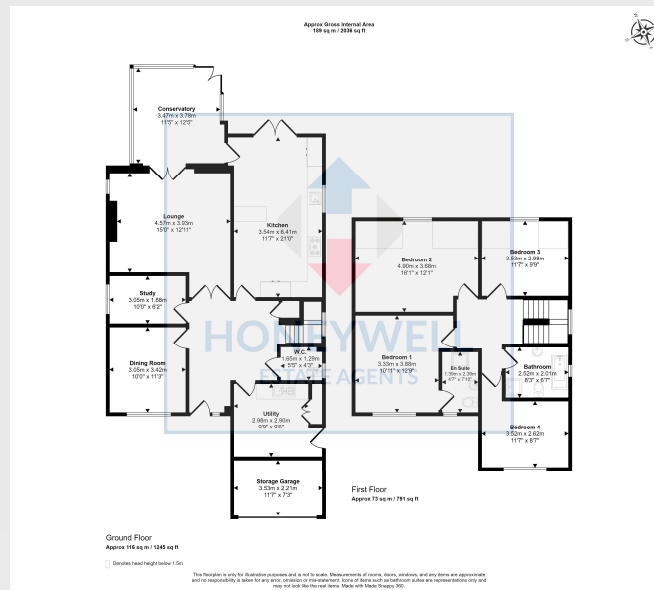 Approx Gross Internal Area
189 sq m / 2036 sq ft
Conservatory
3.47m x 3.78m
11'5" x 12'5"
Lounge
4.57m x 3.93m
15'0" x 12'11"
Kitchen
3.54m x 6.41m
11'7" x 21'0"
Study
3.05m x 1.88m
10'0" x 6'2"
Dining Room
3.05m x 3.42m
10'0" x 11'3"
W.C.
1.65m x 1.29m
5'5" x 4'3"
Utility
2.98m x 2.90m
9'9" x 9'6"
Storage Garage
3.53m x 2.21m
11'7" x 7'3"
Bedroom 2
4.90m x 3.68m
16'1" x 12'1"
Bedroom 3
11'7" x 9'9"
Bedroom 1
3.33m x 3.88m
10'11" x 12'9"
En Suite
1.39m x 2.39m
4'7" x 7'10"
Bathroom
2.52m x 2.01m
8'3" x 6'7"
Bedroom 4
3.52m x 2.62m
11'7" x 8'7"
HONEYWELL
ESTATE AGENTS
First Floor
Approx 73 sq m / 791 sq ft
Ground Floor
Approx 116 sq m / 1245 sq ft
Denotes head height below 1.5m
This floorplan is only for illustrative purposes and is not to scale. Measurements of rooms, doors, windows, and any items are approximate
and no responsibility is taken for any error, omission or mis-statement. Icons of items such as bathroom suites are representations only and
may not look like the real items. Made with Made Snappy 360.